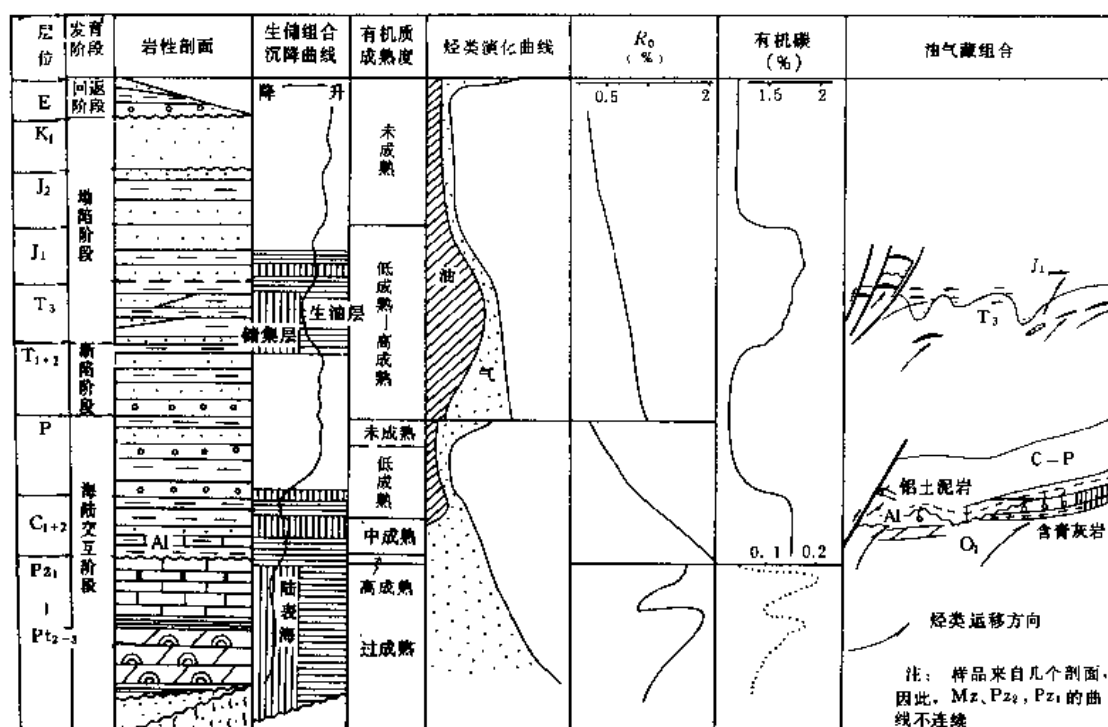 层位
发育阶段
岩性剖面
生储组合沉降曲线
有机质成熟度
烃类演化曲线
R₀
(%)
有机碳
(%)
油气藏组合
降
升
0.5
2
1.5
2
E
K₁
J₂
J₁
T₃
T₁₊₂
P
C₁₊₂
Pz₁
|
Pt₂₋₃
回返阶段
坳陷阶段
断陷阶段
海陆交互阶段
Al
生油层
储集层
陆表海
未成熟
低成熟—高成熟
未成熟
低成熟
中成熟
?
高成熟
过成熟
油
气
0.1
0.2
J₁
T₃
C—P
铝土泥岩
Al
含膏灰岩
O₁
烃类运移方向
注: 样品来自几个剖面,
因此, Mz、Pz₂, Pz₁的曲
线不连续